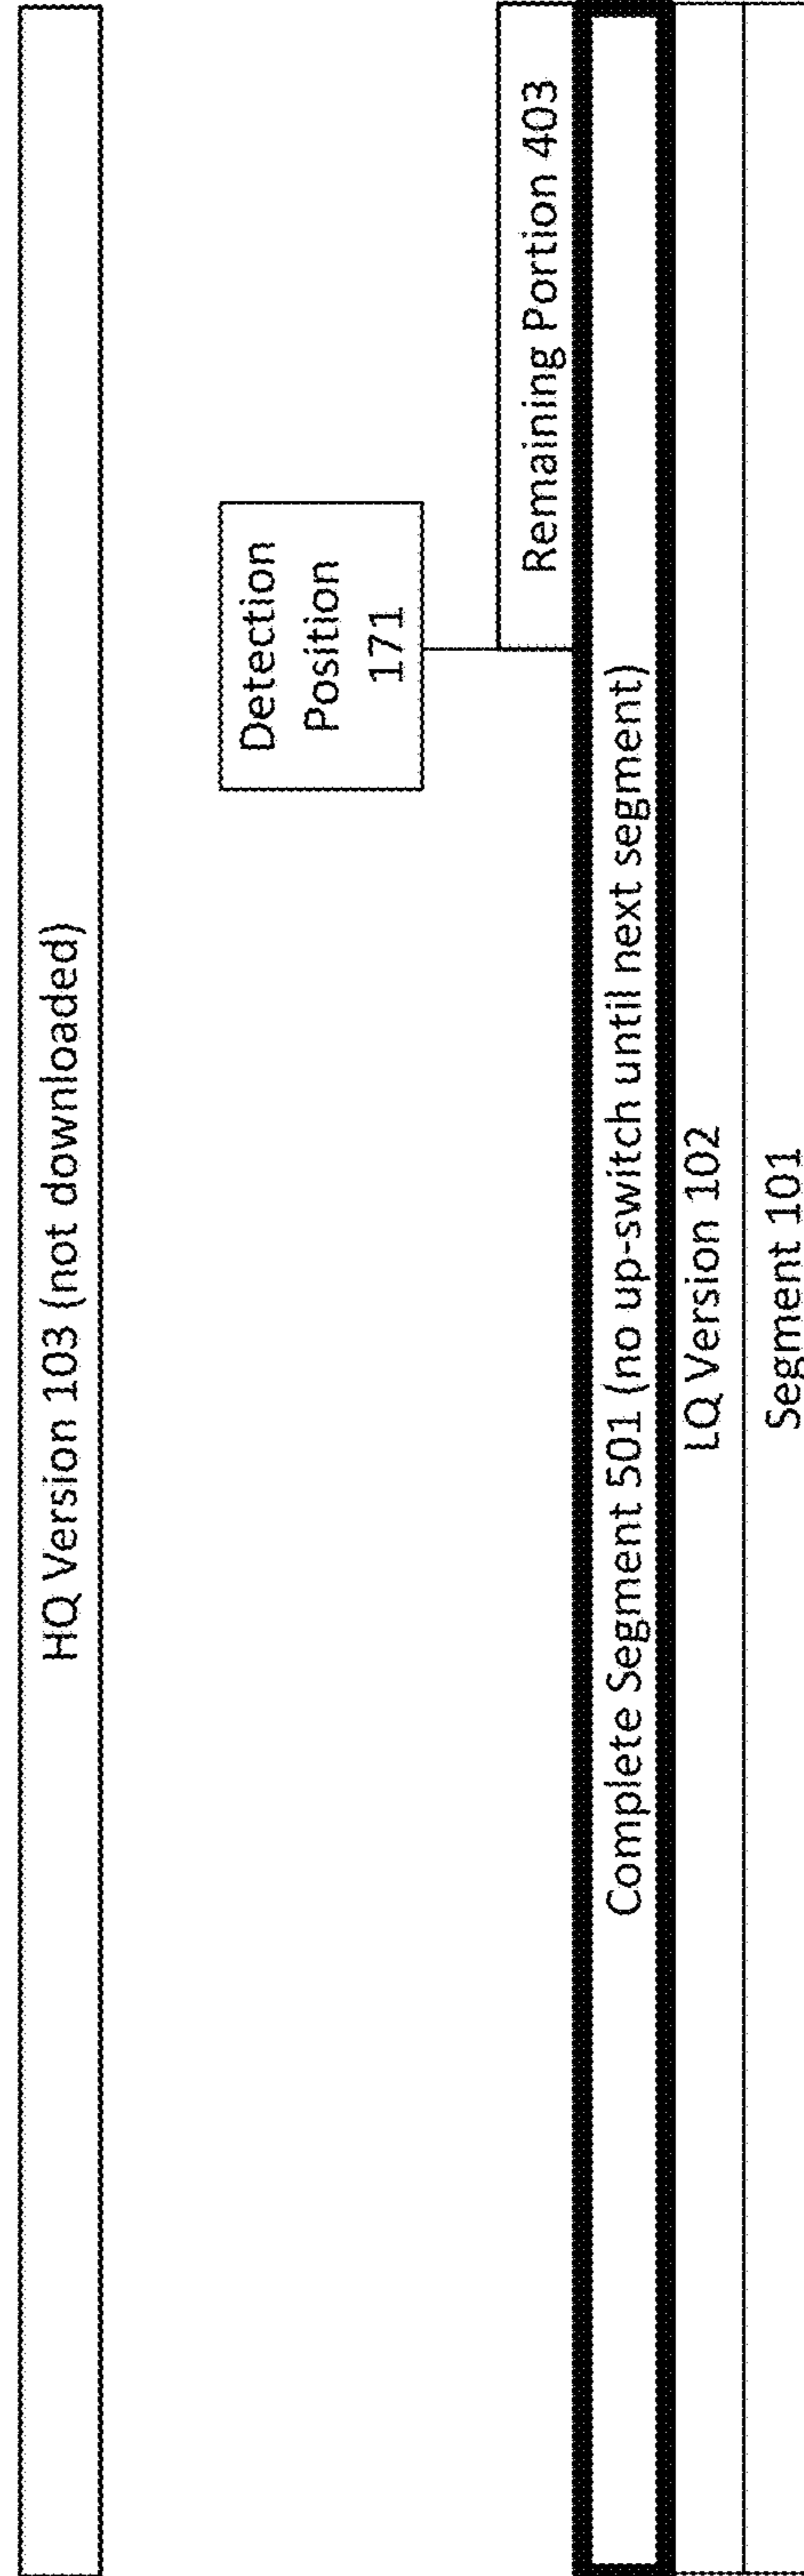 HQ Version 103 (not downloaded)
Detection
Position
171
Remaining Portion 403
Complete Segment 501 (no up-switch until next segment)
LQ Version 102
Segment 101